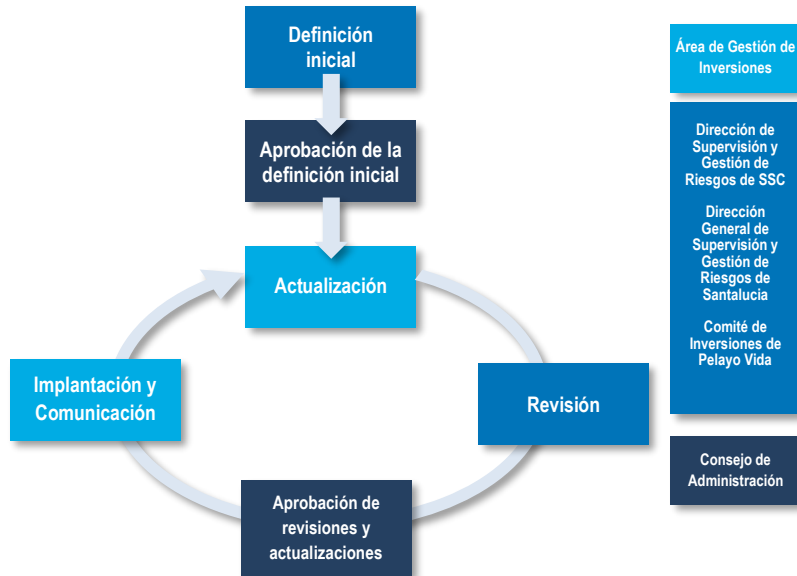 Definición
inicial
Aprobación de la
definición inicial
Actualización
Implantación y
Comunicación
Revisión
Aprobación de
revisiones y
actualizaciones
Área de Gestión de
Inversiones
Dirección de
Supervisión y
Gestión de
Riesgos de SSC
Dirección
General de
Supervisión y
Gestión de
Riesgos de
Santalucia
Comité de
Inversiones de
Pelayo Vida
Consejo de
Administración